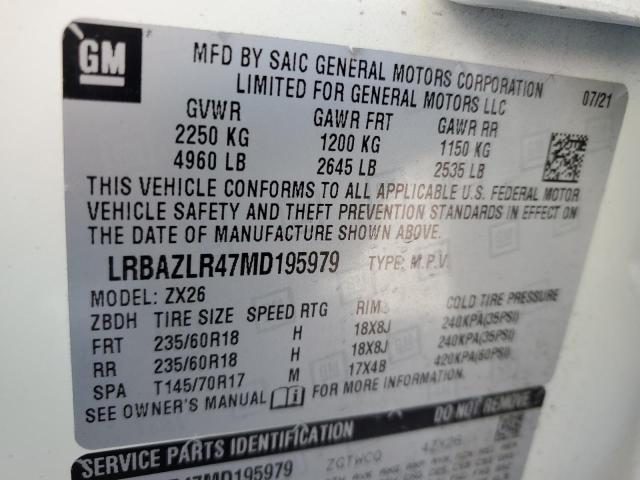 GM
MFD BY SAIC GENERAL MOTORS CORPORATION
LIMITED FOR GENERAL MOTORS LLC
07/21
GVWR GAWR FRT GAWR RR
2250 KG 1200 KG 1150 KG
4960 LB 2645 LB 2535 LB
THIS VEHICLE CONFORMS TO ALL APPLICABLE U.S. FEDERAL MOTOR
VEHICLE SAFETY AND THEFT PREVENTION STANDARDS IN EFFECT ON
THE DATE OF MANUFACTURE SHOWN ABOVE.
LRBAZLR47MD195979 TYPE: M.P.V.
MODEL: ZX26
ZBDH TIRE SIZE SPEED RTG RIMS COLD TIRE PRESSURE
FRT 235/60R18 H 18X8J 240KPA(35PSI)
RR 235/60R18 H 18X8J 240KPA(35PSI)
SPA T145/70R17 M 17X4B 420KPA(60PSI)
SEE OWNER'S MANUAL FOR MORE INFORMATION.
SERVICE PARTS IDENTIFICATION DO NOT REMOVE
47MD195979 ZGTWCQ 4ZX26